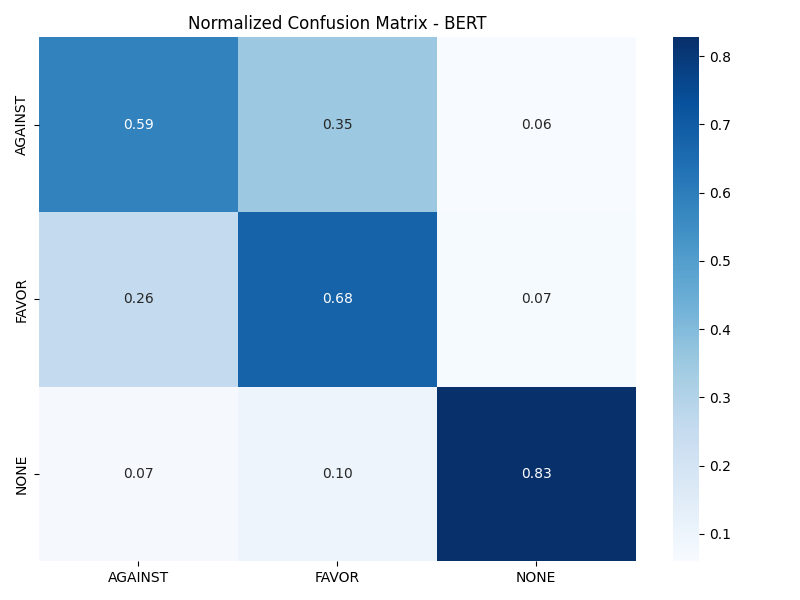 Normalized Confusion Matrix - BERT
AGAINST
0.59 0.35 0.06
FAVOR
0.26 0.68 0.07
NONE
0.07 0.10 0.83
AGAINST FAVOR NONE
0.8
0.7
0.6
0.5
0.4
0.3
0.2
0.1